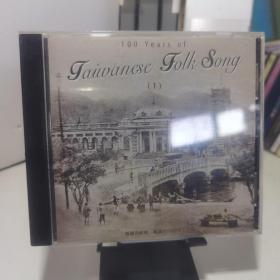 100 Years of
Taiwanese Folk Song
(1)